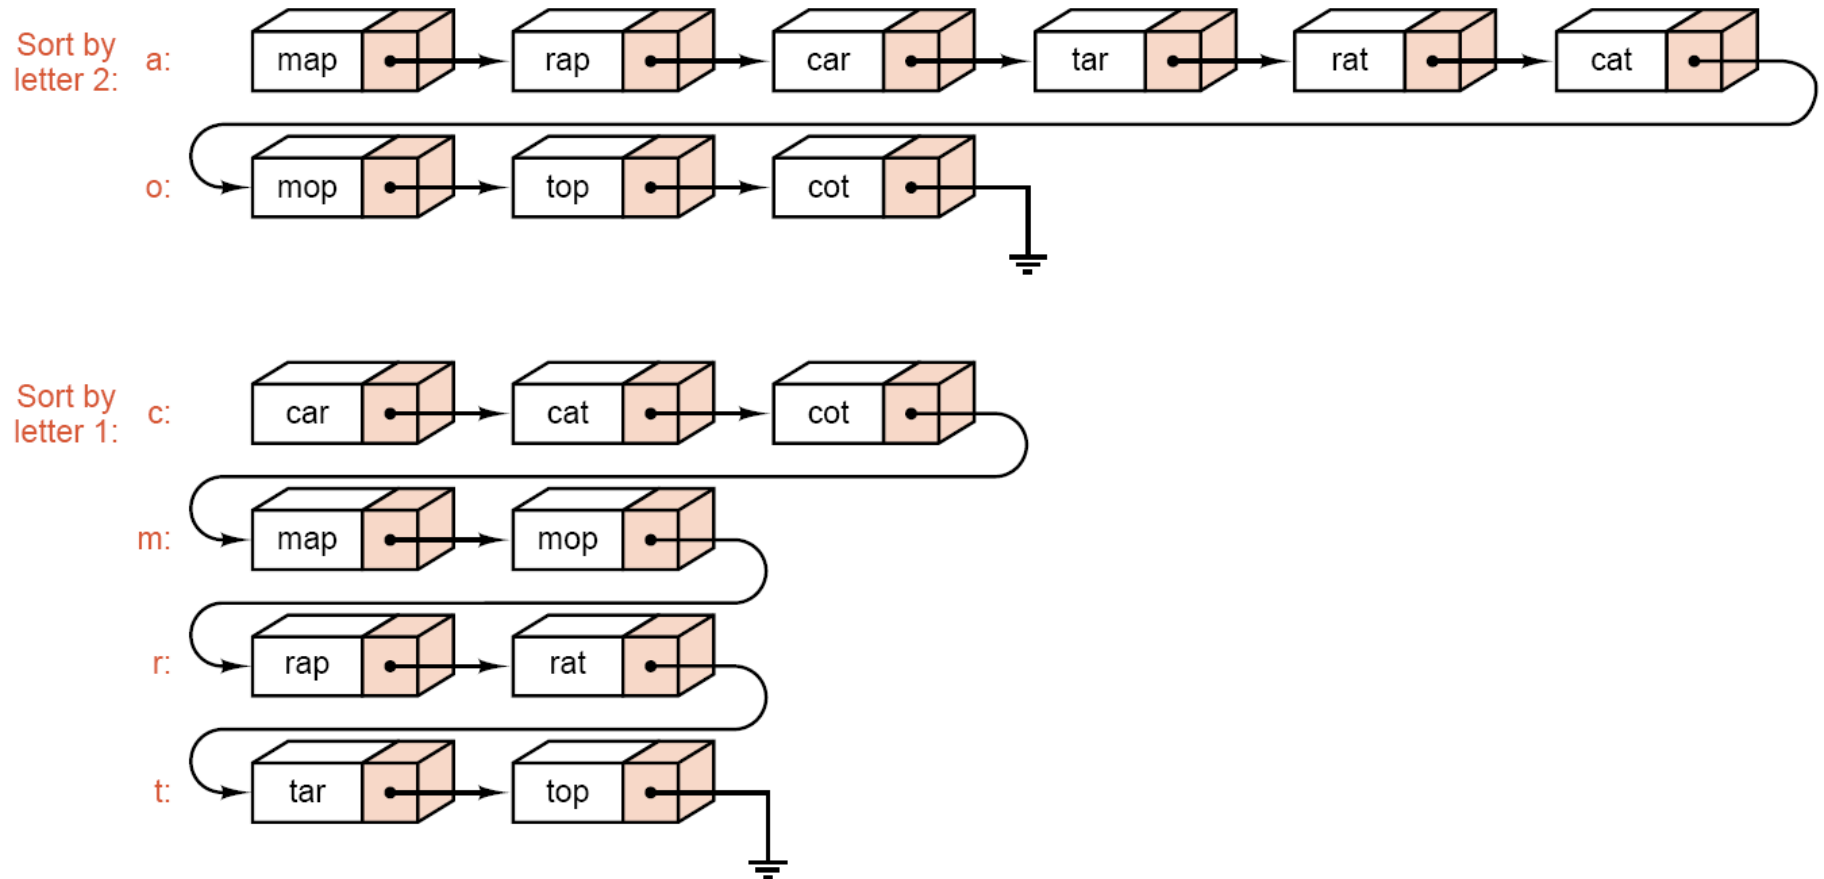 Sort by
letter 2:
a: map rap car tar rat cat
o: mop top cot
Sort by
letter 1:
c: car cat cot
m: map mop
r: rap rat
t: tar top